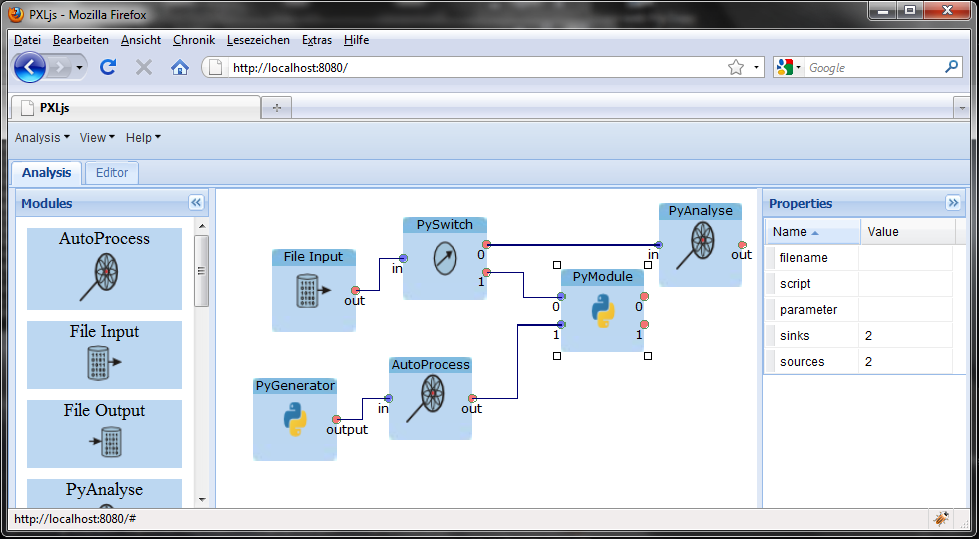 PXLjs - Mozilla Firefox
Datei Bearbeiten Ansicht Chronik Lesezeichen Extras Hilfe
http://localhost:8080/
Google
PXLjs
Analysis View Help
Analysis Editor
Modules
AutoProcess
File Input
File Output
PyAnalyse
File Input
out
PySwitch
in
0
1
PyAnalyse
in
out
PyModule
0
0
1
1
PyGenerator
output
AutoProcess
in
out
Properties
Name Value
filename
script
parameter
sinks 2
sources 2
http://localhost:8080/#